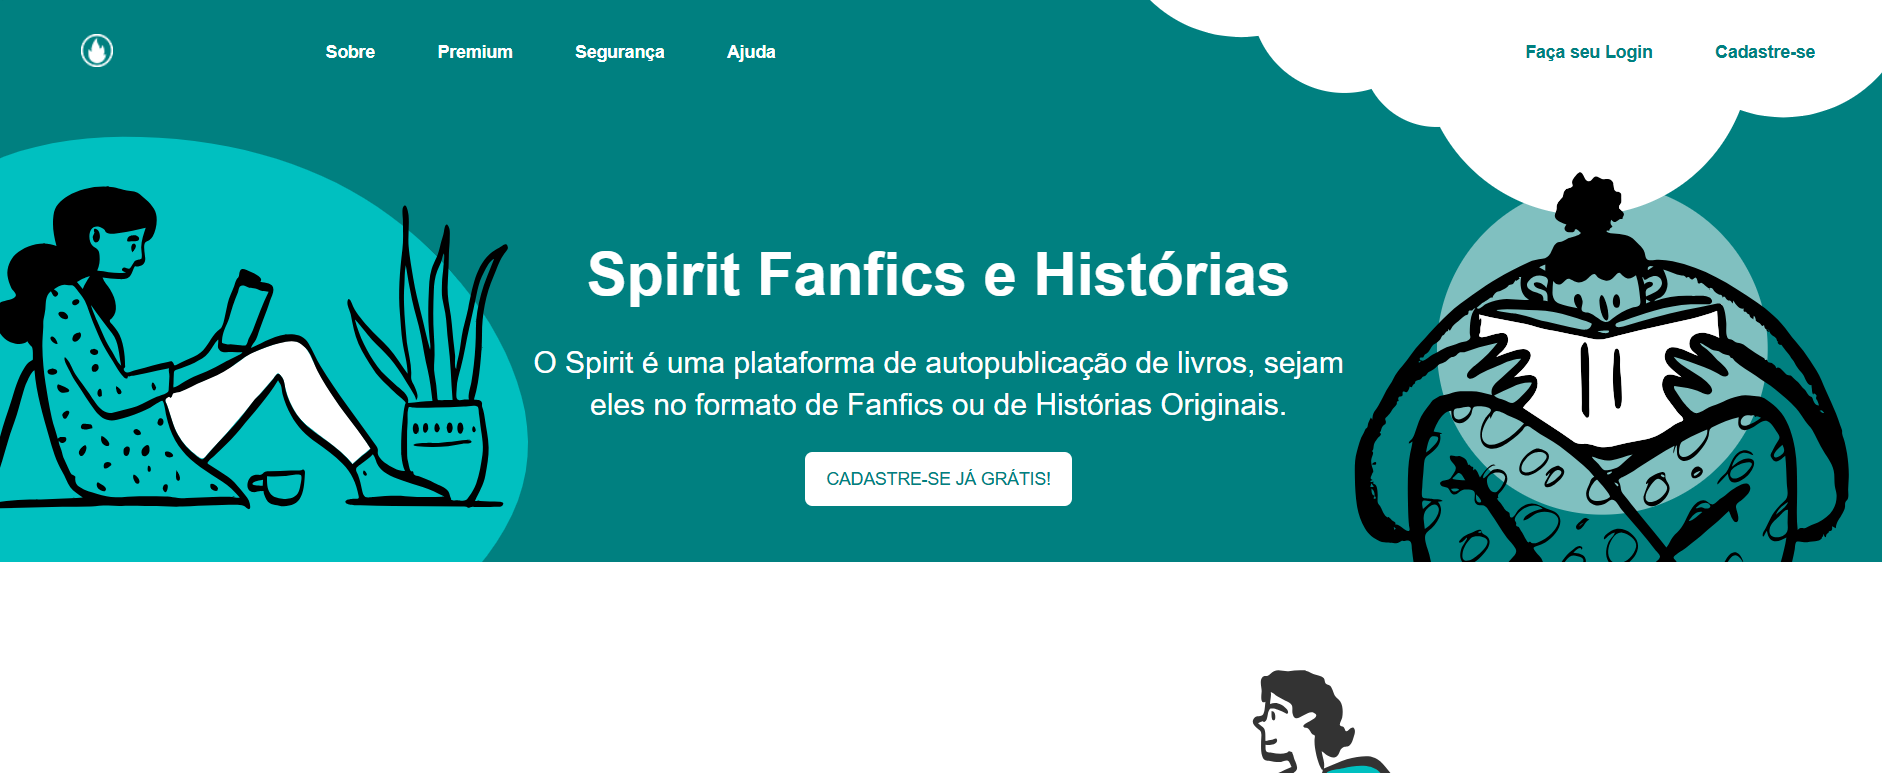 Sobre
Premium
Segurança
Ajuda
Faça seu Login
Cadastre-se
Spirit Fanfics e Histórias
O Spirit é uma plataforma de autopublicação de livros, sejam
eles no formato de Fanfics ou de Histórias Originais.
CADASTRE-SE JÁ GRÁTIS!